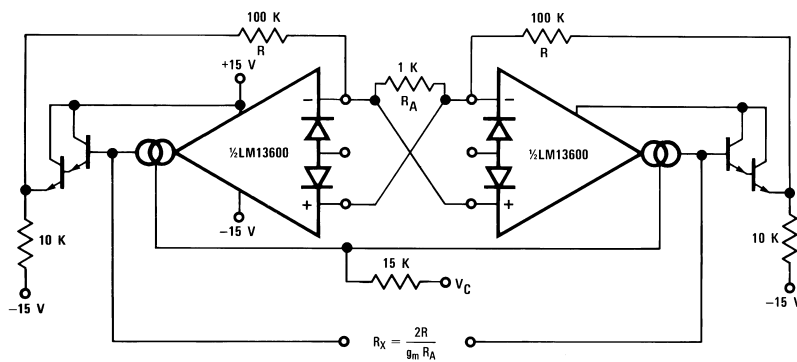 100 K
R
100 K
R
+15 V
1 K
R_A
−
−
½LM13600
½LM13600
+
+
10 K
−15 V
−15 V
15 K
V_C
10 K
−15 V
R_X = 2R / g_m R_A